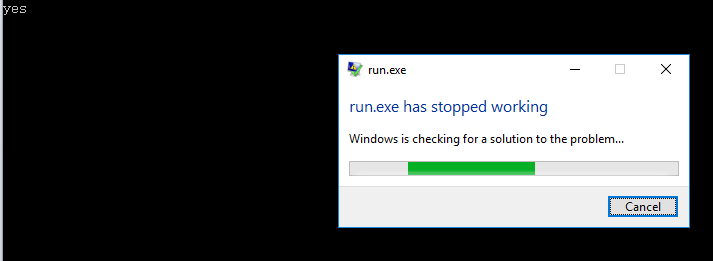 yes
run.exe
run.exe has stopped working
Windows is checking for a solution to the problem...
Cancel